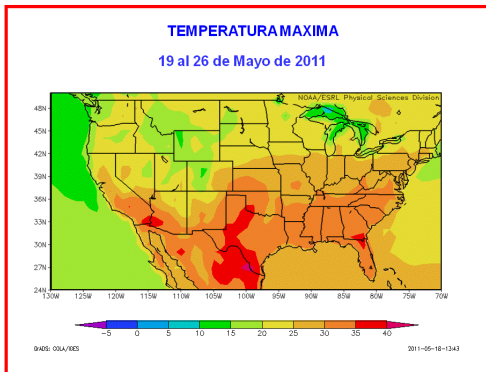 TEMPERATURA MAXIMA
19 al 26 de Mayo de 2011
NOAA/ESRL Physical Sciences Division
48N
45N
42N
39N
36N
33N
30N
27N
24N
130W 125W 120W 115W 110W 105W 100W 95W 90W 85W 80W 75W 70W
-5 0 5 10 15 20 25 30 35 40
GrADS: COLA/IGES 2011-05-18-13:43